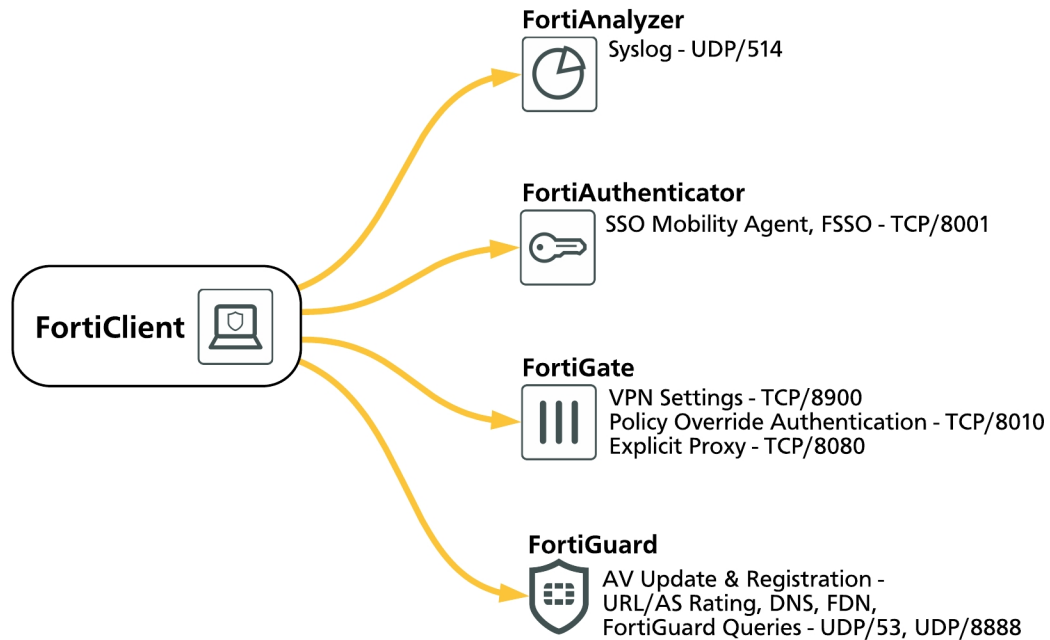 FortiAnalyzer
Syslog - UDP/514
FortiAuthenticator
SSO Mobility Agent, FSSO - TCP/8001
FortiClient
FortiGate
VPN Settings - TCP/8900
Policy Override Authentication - TCP/8010
Explicit Proxy - TCP/8080
FortiGuard
AV Update & Registration -
URL/AS Rating, DNS, FDN,
FortiGuard Queries - UDP/53, UDP/8888